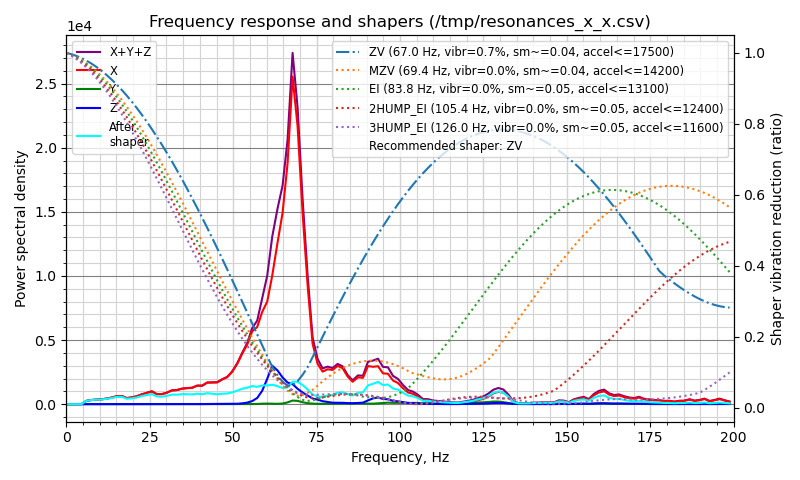 Frequency response and shapers (/tmp/resonances_x_x.csv)
1e4
X+Y+Z
X
Y
Z
After
shaper
ZV (67.0 Hz, vibr=0.7%, sm~=0.04, accel<=17500)
MZV (69.4 Hz, vibr=0.0%, sm~=0.04, accel<=14200)
EI (83.8 Hz, vibr=0.0%, sm~=0.05, accel<=13100)
2HUMP_EI (105.4 Hz, vibr=0.0%, sm~=0.05, accel<=12400)
3HUMP_EI (126.0 Hz, vibr=0.0%, sm~=0.05, accel<=11600)
Recommended shaper: ZV
Power spectral density
2.5
2.0
1.5
1.0
0.5
0.0
1.0
0.8
0.6
0.4
0.2
0.0
Shaper vibration reduction (ratio)
0
25
50
75
100
125
150
175
200
Frequency, Hz